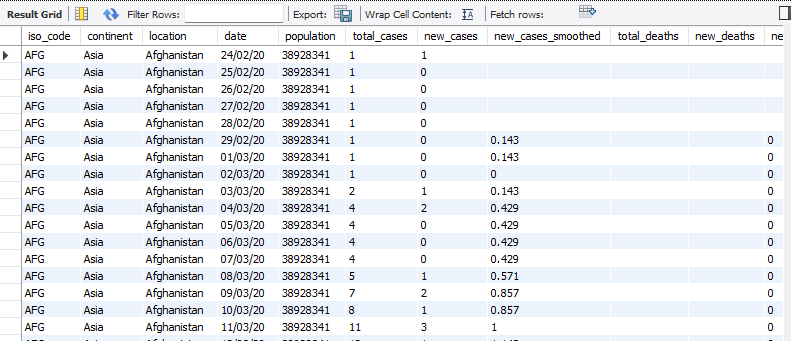 Result Grid Filter Rows: Export: Wrap Cell Content: Fetch rows:
iso_code continent location date population total_cases new_cases new_cases_smoothed total_deaths new_deaths
AFG Asia Afghanistan 24/02/20 38928341 1 1
AFG Asia Afghanistan 25/02/20 38928341 1 0
AFG Asia Afghanistan 26/02/20 38928341 1 0
AFG Asia Afghanistan 27/02/20 38928341 1 0
AFG Asia Afghanistan 28/02/20 38928341 1 0
AFG Asia Afghanistan 29/02/20 38928341 1 0 0.143 0
AFG Asia Afghanistan 01/03/20 38928341 1 0 0.143 0
AFG Asia Afghanistan 02/03/20 38928341 1 0 0 0
AFG Asia Afghanistan 03/03/20 38928341 2 1 0.143 0
AFG Asia Afghanistan 04/03/20 38928341 4 2 0.429 0
AFG Asia Afghanistan 05/03/20 38928341 4 0 0.429 0
AFG Asia Afghanistan 06/03/20 38928341 4 0 0.429 0
AFG Asia Afghanistan 07/03/20 38928341 4 0 0.429 0
AFG Asia Afghanistan 08/03/20 38928341 5 1 0.571 0
AFG Asia Afghanistan 09/03/20 38928341 7 2 0.857 0
AFG Asia Afghanistan 10/03/20 38928341 8 1 0.857 0
AFG Asia Afghanistan 11/03/20 38928341 11 3 1 0